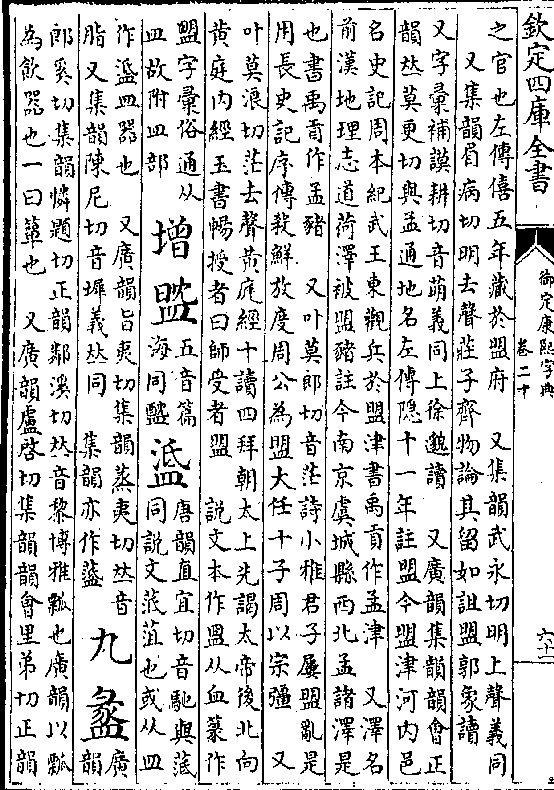 欽定四庫全書
御定康熙字典
卷二十
之官也左傳僖五年藏於盟府　又集韻武永切明上聲義同
又集韻眉病切明去聲莊子齊物論其留如詛盟郭象讀
又字彙補謨耕切音萌義同上徐邈讀　又廣韻集韻韻會正
韻𠀤莫更切與孟通地名左傳隱十一年註盟今盟津河內邑
名史記周本紀武王東觀兵於盟津書禹貢作孟津　又澤名
前漢地理志道菏澤被盟豬註今南京虞城縣西北孟諸澤是
也書禹貢作孟豬　又叶莫郎切音茫詩小雅君子屢盟亂是
用長史記序傳殺鮮放度周公為盟大任十子周以宗彊　又
叶莫浪切茫去聲黃庭經十讀四拜朝太上先謁太帝後北向
黃庭內經玉書暢授者曰師受者盟　說文本作盟从血篆作
盟字彙俗通从
皿故附皿部
增
五音篇
海同
唐韻直宜切音馳與菭
同說文菭菹也或从皿
作皿器也　又廣韻旨夷切集韻蒸夷切𠀤音
脂又集韻陳尼切音墀義𠀤同　集韻亦作
九
盠
廣
韻
郎奚切集韻憐題切正韻鄰溪切𠀤音黎博雅瓢也廣韻以瓢
為飲器也一曰簞也　又廣韻盧啓切集韻韻會里弟切正韻